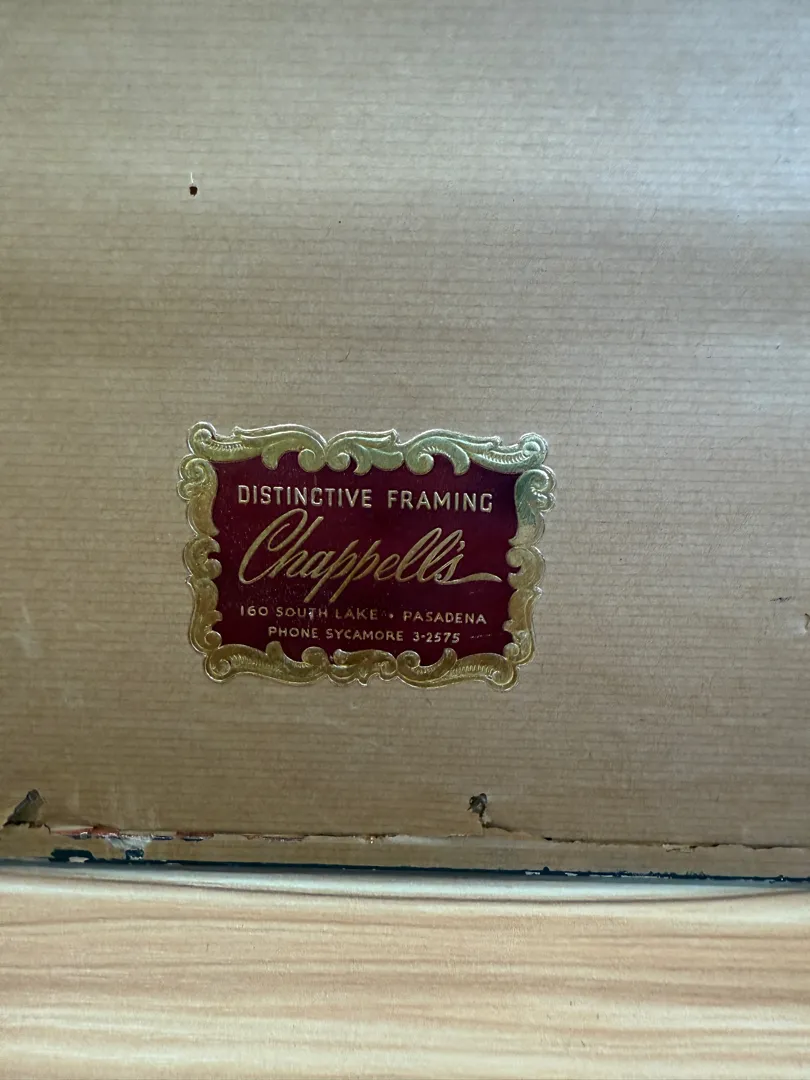 DISTINCTIVE FRAMING
Chappell's
160 SOUTH LAKE • PASADENA
PHONE SYCAMORE 3-2575